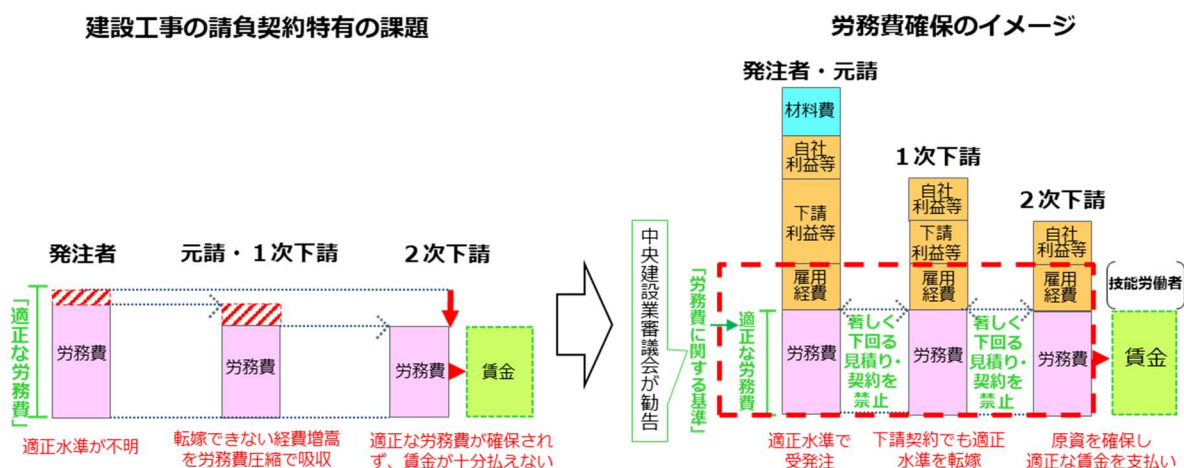 建設工事の請負契約特有の課題
発注者
元請・１次下請
２次下請
「適正な労務費」
労務費
労務費
労務費
賃金
適正水準が不明
転嫁できない経費増嵩
を労務費圧縮で吸収
適正な労務費が確保され
ず、賃金が十分払えない
労務費確保のイメージ
発注者・元請
１次下請
２次下請
技能労働者
中央建設業審議会が勧告
「労務費に関する基準」
適正な労務費
材料費
自社
利益等
下請
利益等
雇用
経費
労務費
著しく
下回る
見積り・
契約を
禁止
自社
利益等
下請
利益等
雇用
経費
労務費
著しく
下回る
見積り・
契約を
禁止
自社
利益等
雇用
経費
労務費
賃金
適正水準で
受発注
下請契約でも適正
水準を転嫁
原資を確保し
適正な賃金を支払い